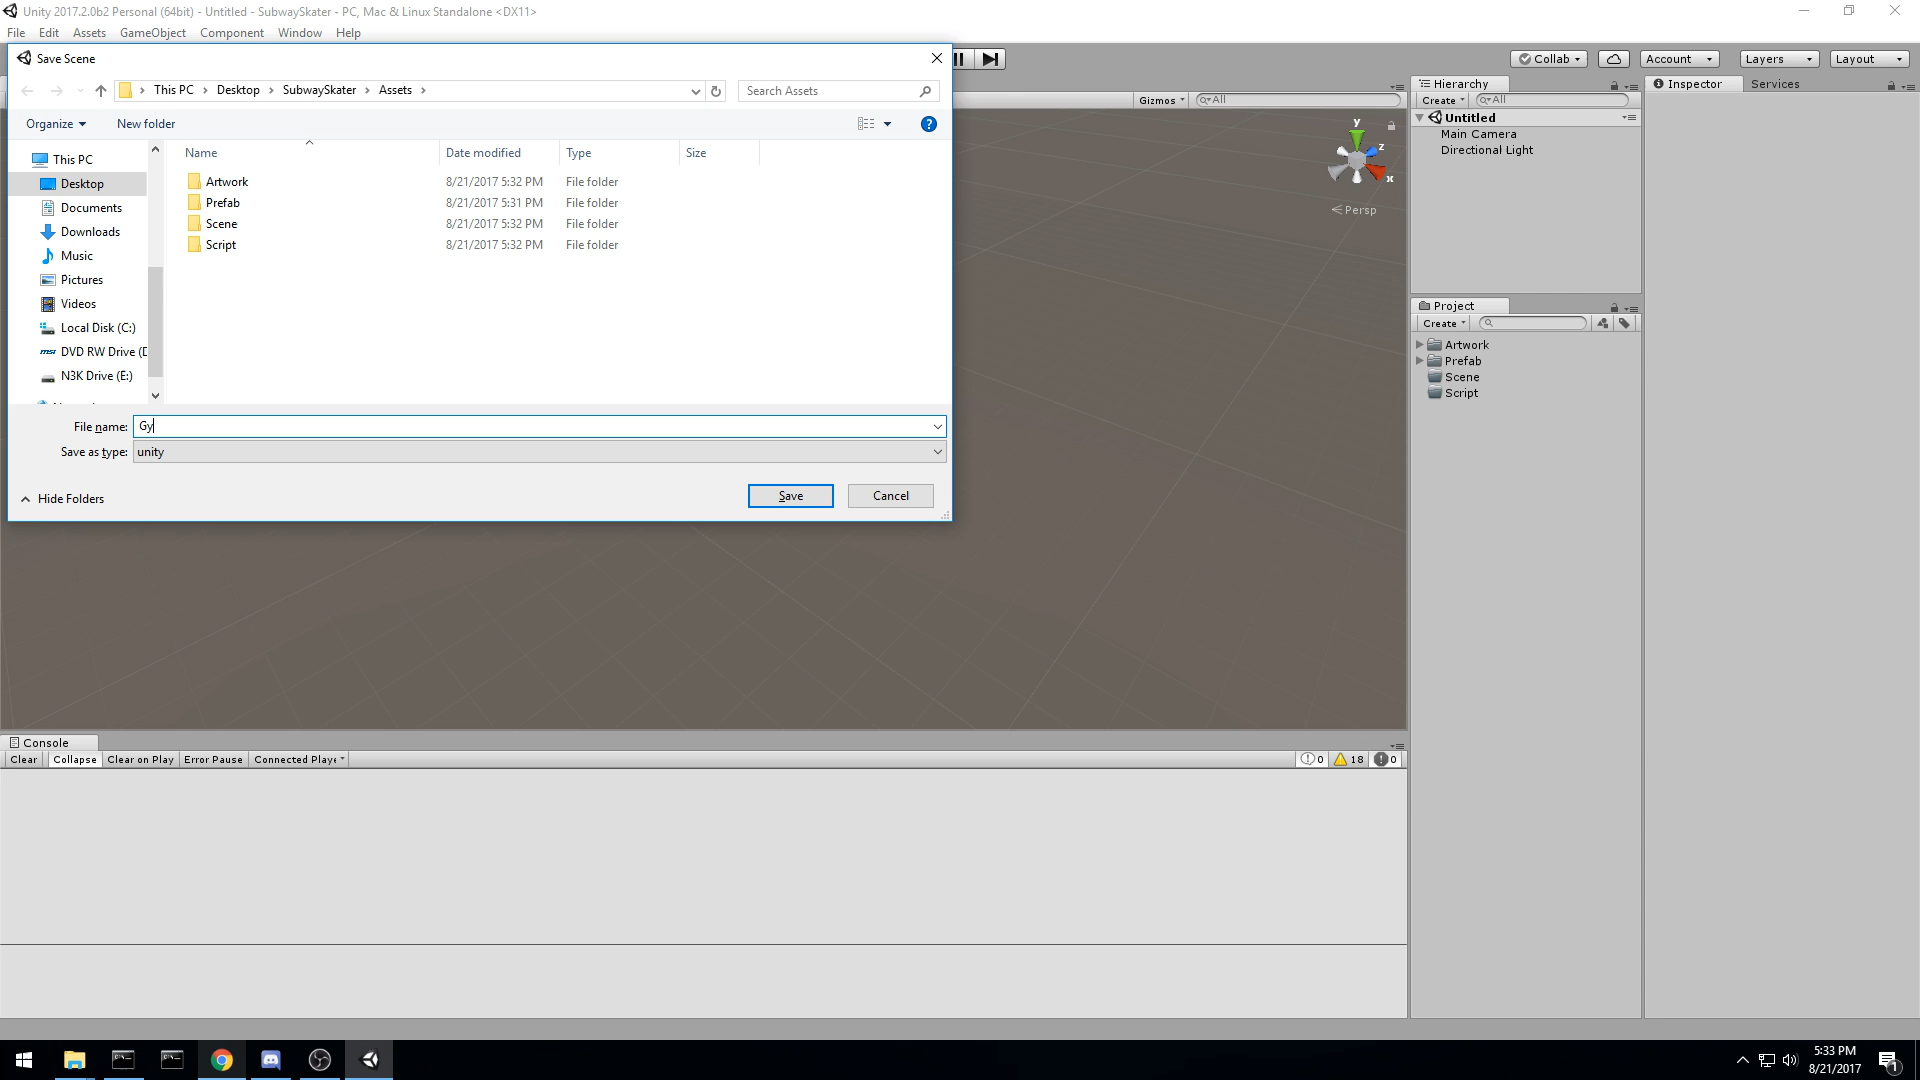 Unity 2017.2.0b2 Personal (64bit) - Untitled - SubwaySkater - PC, Mac & Linux Standalone <DX11>
File Edit Assets GameObject Component Window Help
Save Scene
This PC › Desktop › SubwaySkater › Assets ›
Search Assets
Organize New folder
This PC
Desktop
Documents
Downloads
Music
Pictures
Videos
Local Disk (C:)
DVD RW Drive (D
N3K Drive (E:)
Name Date modified Type Size
Artwork 8/21/2017 5:32 PM File folder
Prefab 8/21/2017 5:31 PM File folder
Scene 8/21/2017 5:32 PM File folder
Script 8/21/2017 5:32 PM File folder
File name: Gy
Save as type: unity
Hide Folders
Save
Cancel
Collab
Account
Layers
Layout
Gizmos
All
y
z
x
Persp
Hierarchy
Create
All
Untitled
Main Camera
Directional Light
Project
Create
Artwork
Prefab
Scene
Script
Inspector
Services
Console
Clear Collapse Clear on Play Error Pause Connected Playe
0 18 0
5:33 PM
8/21/2017
1